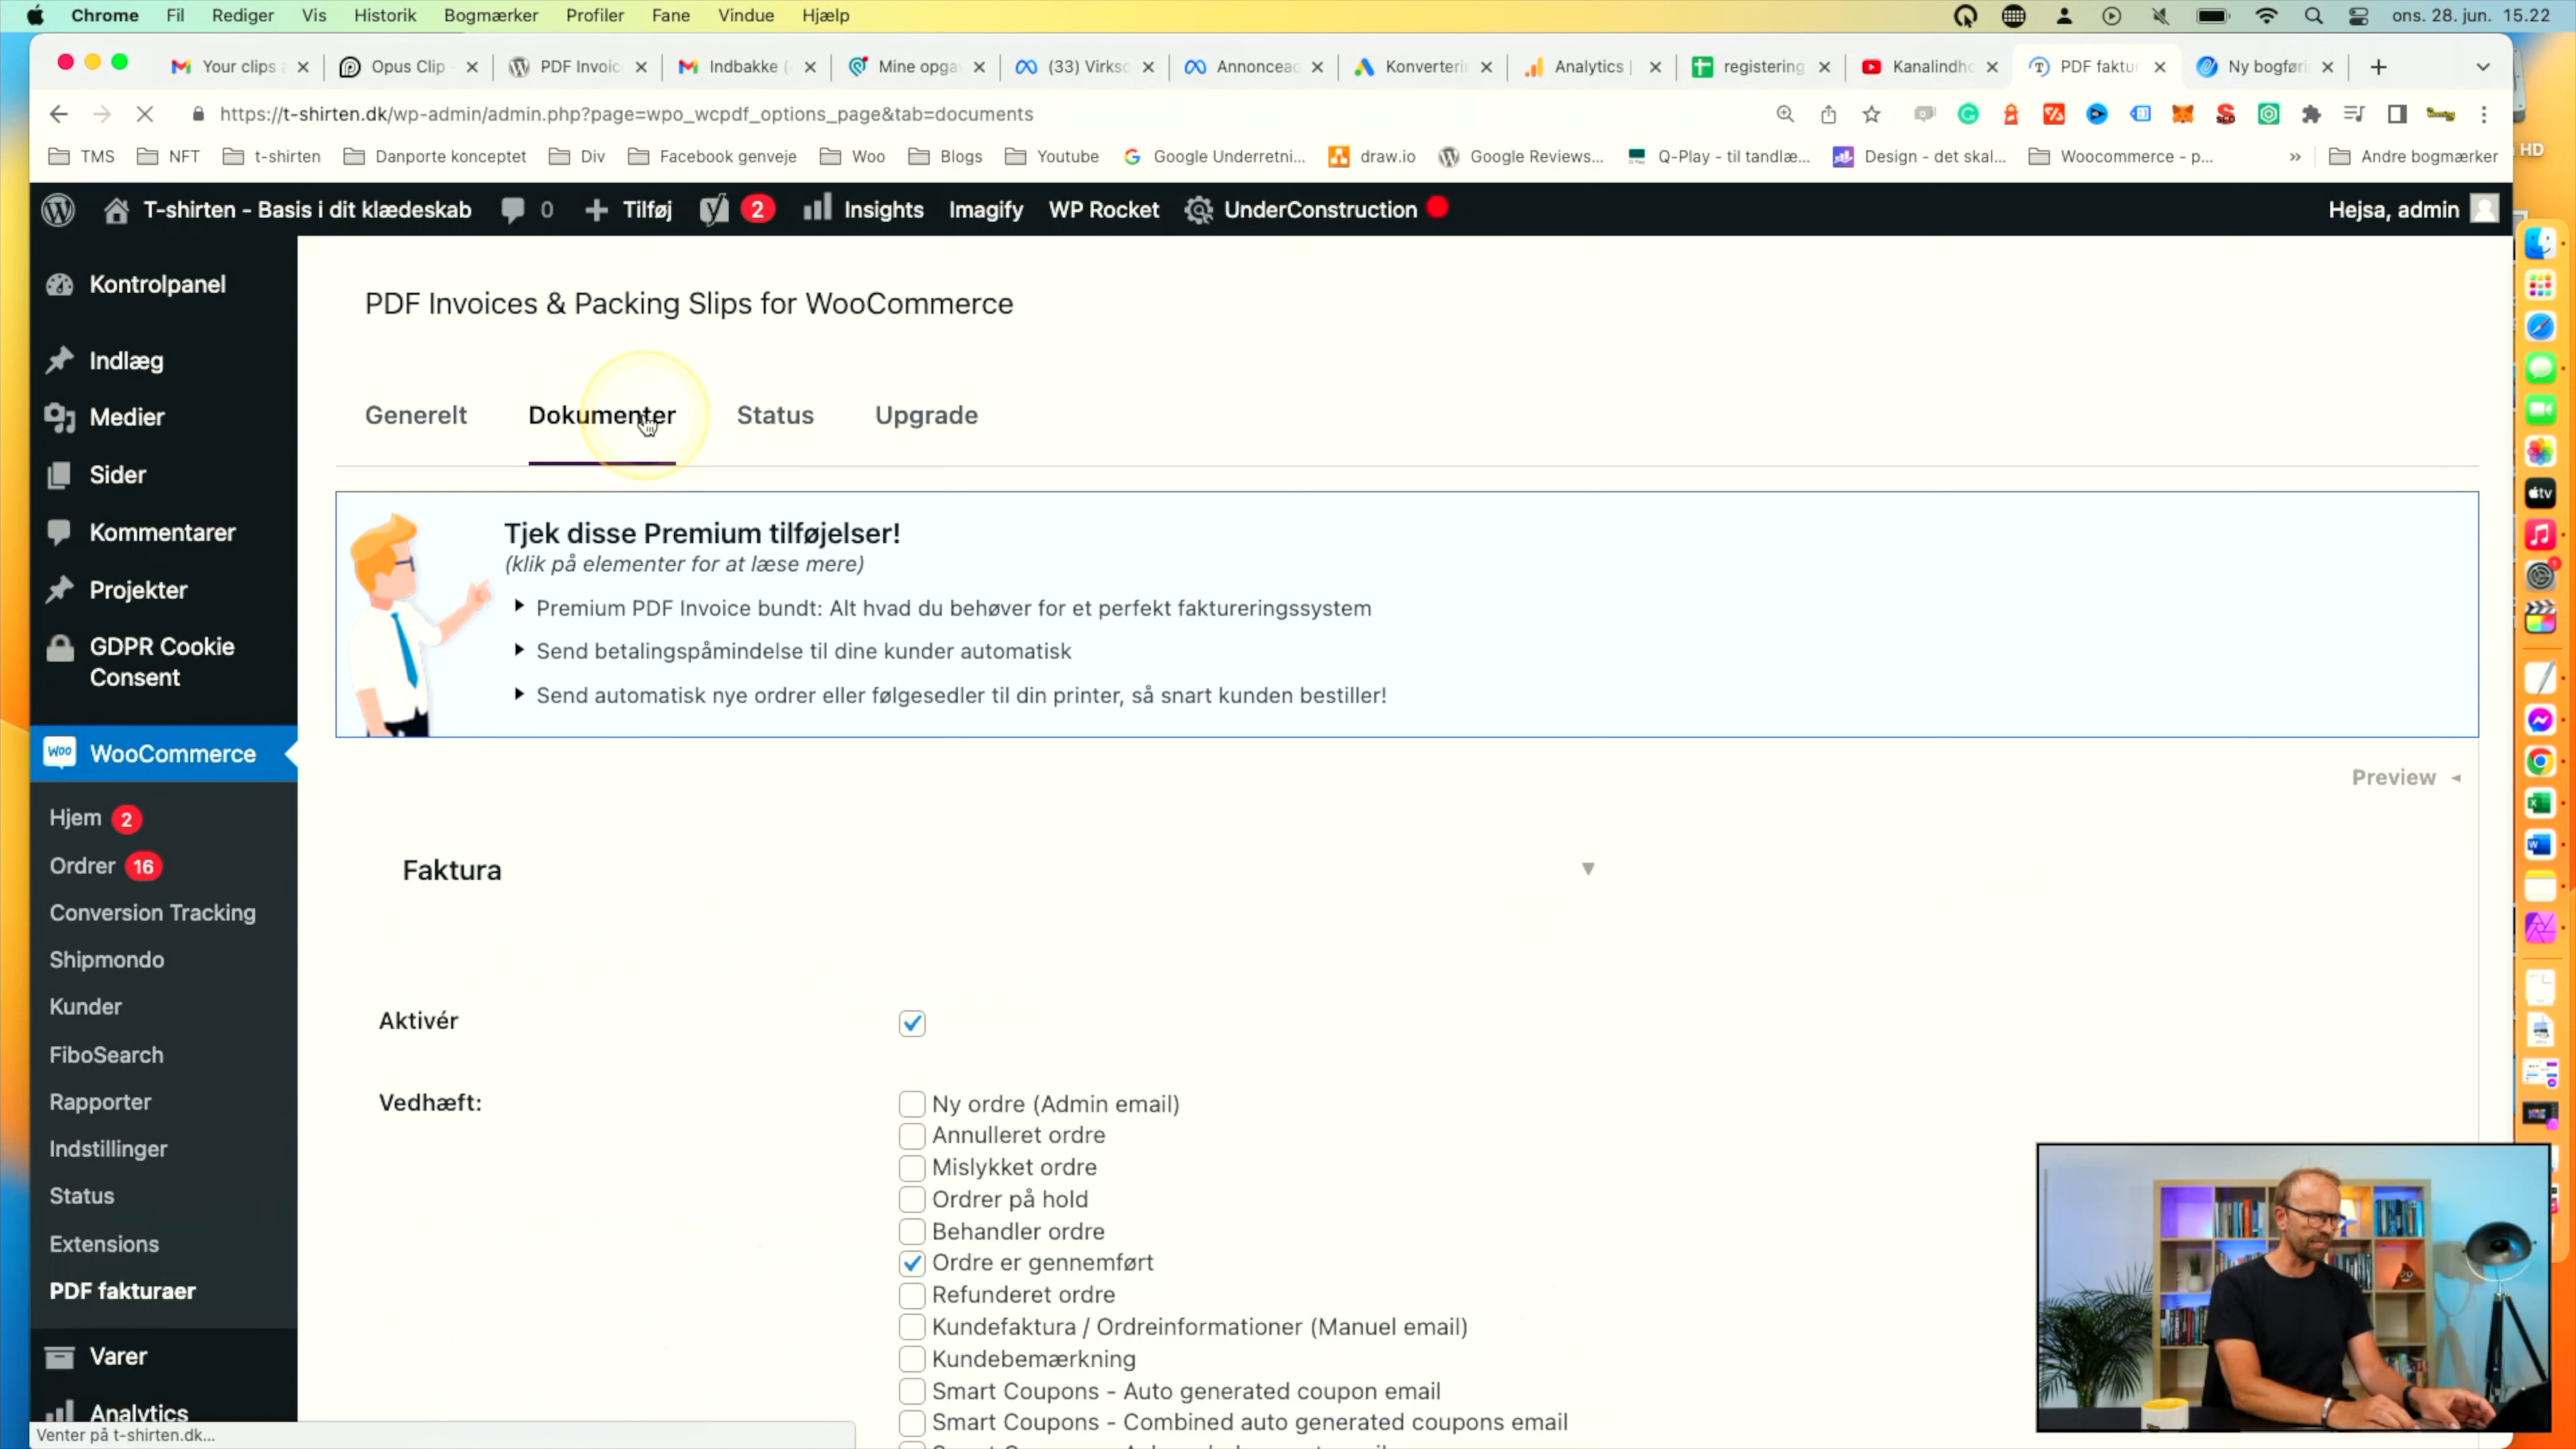 Chrome Fil Rediger Vis Historik Bogmærker Profiler Fane Vindue Hjælp ons. 28. jun. 15.22
Your clips Opus Clip PDF Invoic Indbakke ( Mine opga (33) Virkso Annoncea Konverteri Analytics | registering Kanalindho PDF faktur Ny bogføri
https://t-shirten.dk/wp-admin/admin.php?page=wpo_wcpdf_options_page&tab=documents
TMS NFT t-shirten Danporte konceptet Div Facebook genveje Woo Blogs Youtube Google Underretni... draw.io Google Reviews... Q-Play - til tandlæ... Design - det skal... Woocommerce - p... » Andre bogmærker
HD
T-shirten – Basis i dit klædeskab 0 Tilføj 2 Insights Imagify WP Rocket UnderConstruction Hejsa, admin
Kontrolpanel
Indlæg
Medier
Sider
Kommentarer
Projekter
GDPR Cookie
Consent
WooCommerce
Hjem 2
Ordrer 16
Conversion Tracking
Shipmondo
Kunder
FiboSearch
Rapporter
Indstillinger
Status
Extensions
PDF fakturaer
Varer
Analytics
Venter på t-shirten.dk...
PDF Invoices & Packing Slips for WooCommerce
Generelt Dokumenter Status Upgrade
Tjek disse Premium tilføjelser!
(klik på elementer for at læse mere)
Premium PDF Invoice bundt: Alt hvad du behøver for et perfekt faktureringssystem
Send betalingspåmindelse til dine kunder automatisk
Send automatisk nye ordrer eller følgesedler til din printer, så snart kunden bestiller!
Preview
Faktura
Aktivér
Vedhæft:
Ny ordre (Admin email)
Annulleret ordre
Mislykket ordre
Ordrer på hold
Behandler ordre
Ordre er gennemført
Refunderet ordre
Kundefaktura / Ordreinformationer (Manuel email)
Kundebemærkning
Smart Coupons - Auto generated coupon email
Smart Coupons - Combined auto generated coupons email